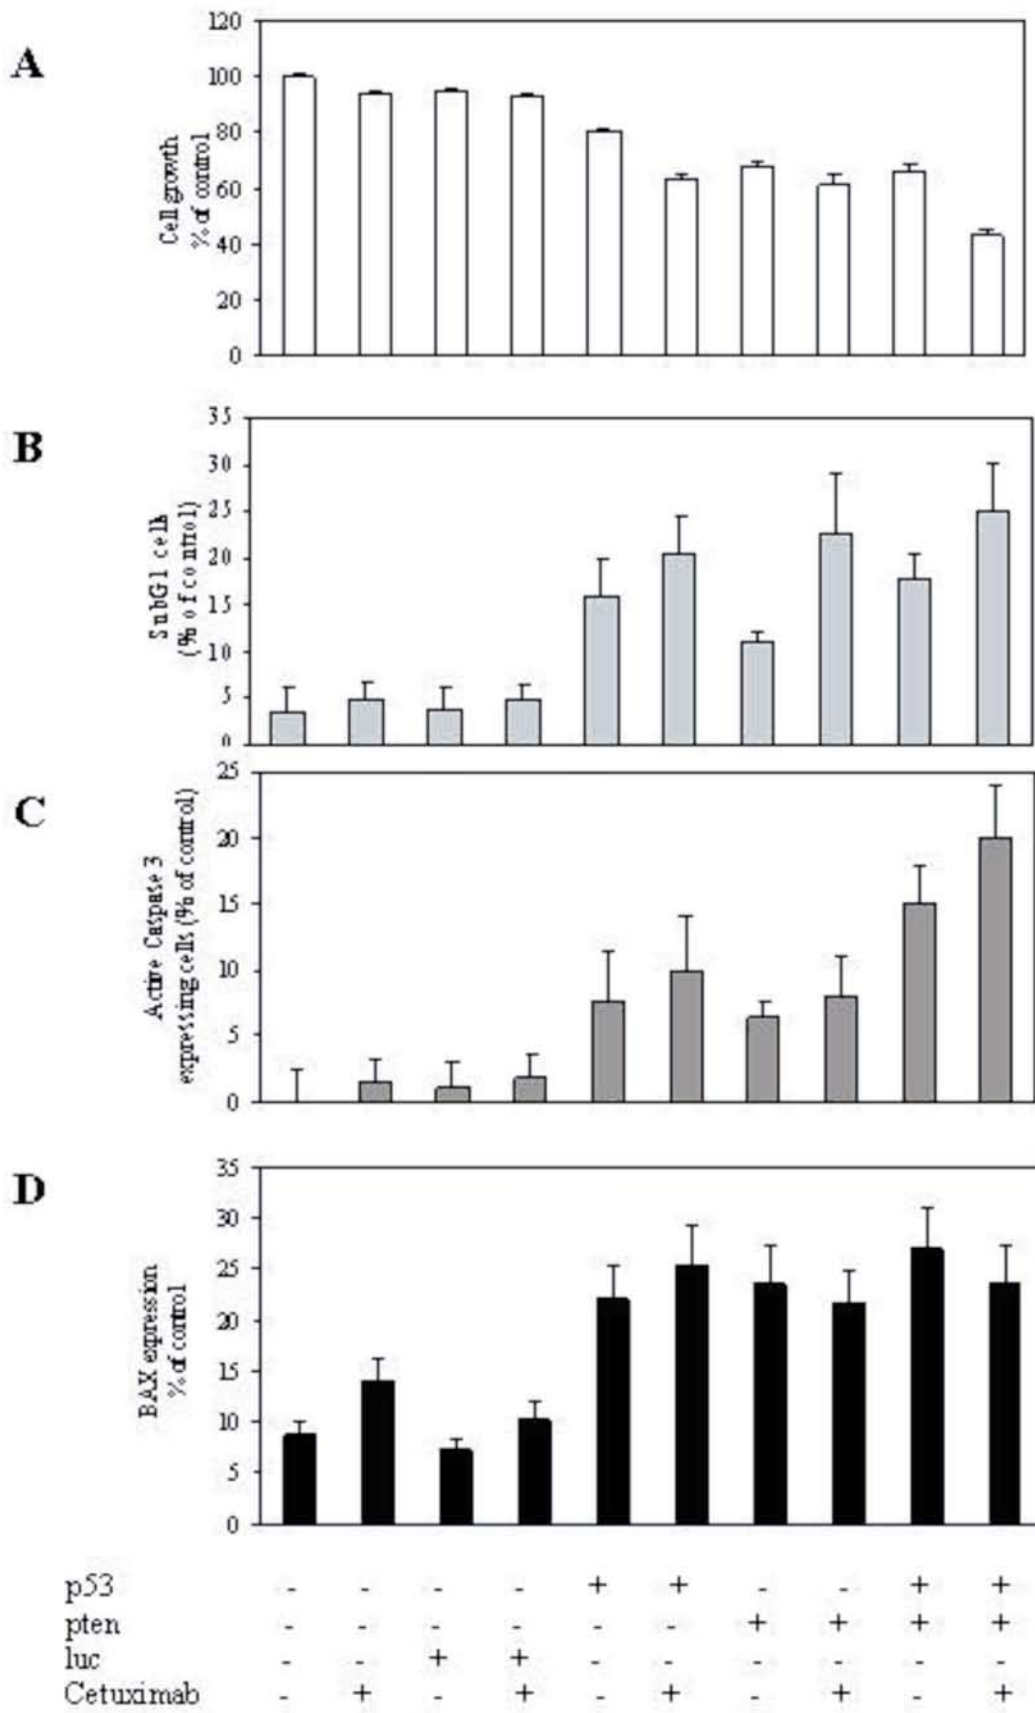 A
Cell growth
% of control
120
100
80
60
40
20
0
B
SubG1 cells
(% of control)
35
30
25
20
15
10
5
0
C
Active Caspase 3
expressing cells (% of control)
25
20
15
10
5
0
D
BAX expression
% of control
35
30
25
20
15
10
5
0
p53 - - - - + + - - + +
pten - - - - - - + + + +
luc - - + + - - - - - -
Cetuximab - + - + - + - + - +